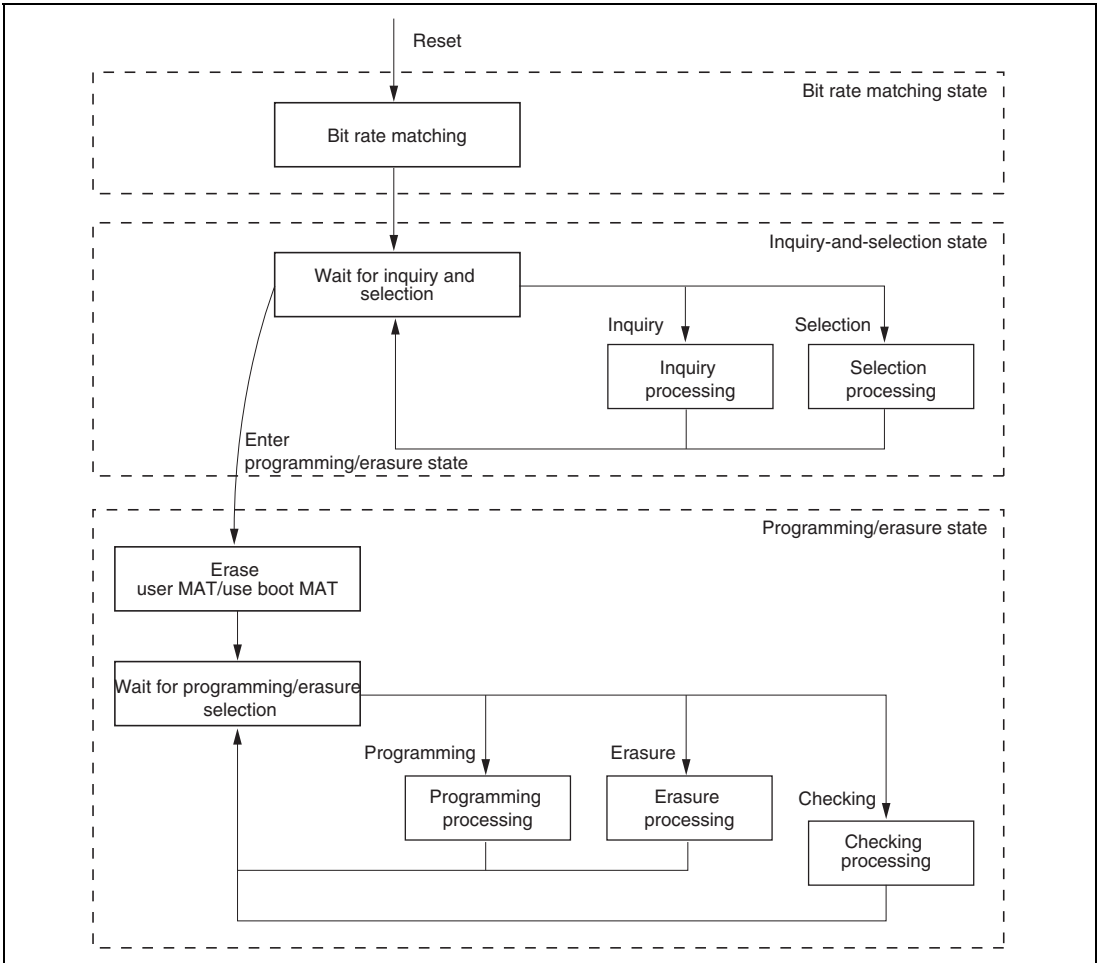 Reset
Bit rate matching state
Bit rate matching
Inquiry-and-selection state
Wait for inquiry and
selection
Inquiry
Selection
Inquiry
processing
Selection
processing
Enter
programming/erasure state
Programming/erasure state
Erase
user MAT/use boot MAT
Wait for programming/erasure
selection
Programming
Erasure
Checking
Programming
processing
Erasure
processing
Checking
processing